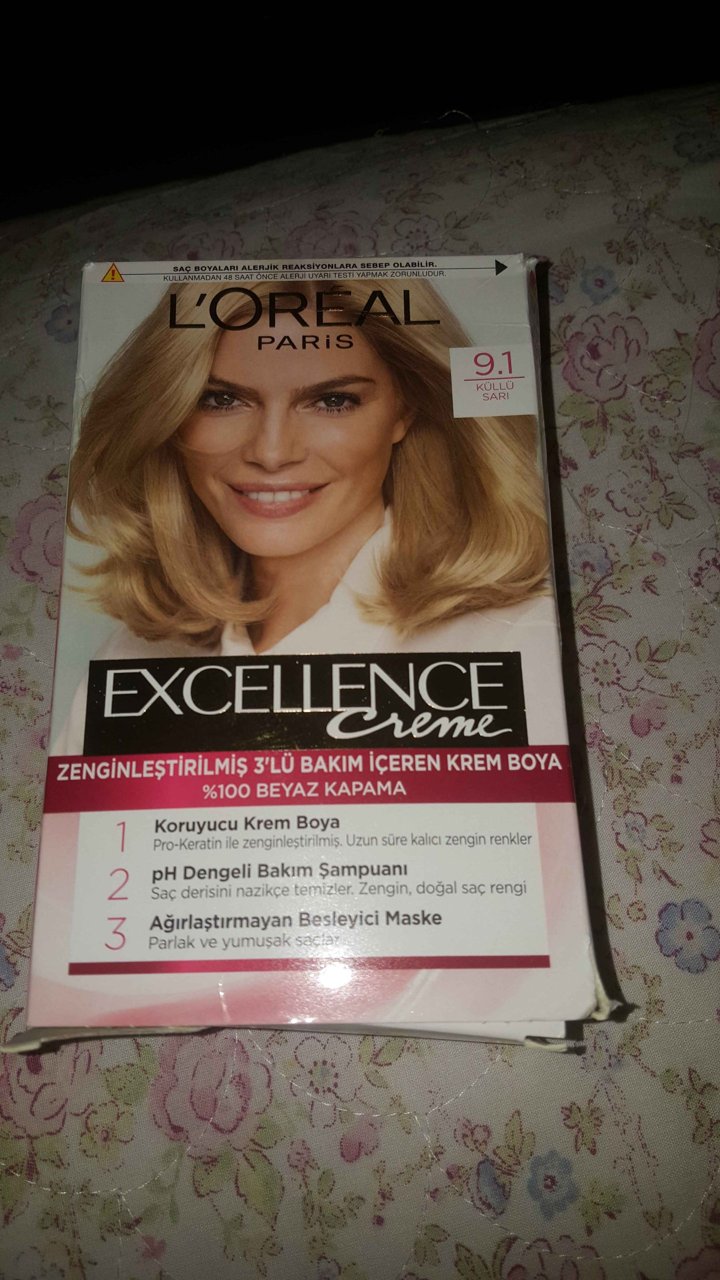 SAÇ BOYALARI ALERJİK REAKSİYONLARA SEBEP OLABİLİR.
KULLANMADAN 48 SAAT ÖNCE ALERJİ UYARI TESTİ YAPMAK ZORUNLUDUR.
L'ORÉAL
PARiS
9.1
KÜLLÜ
SARI
EXCELLENCE
Creme
ZENGİNLEŞTİRİLMİŞ 3'LÜ BAKIM İÇEREN KREM BOYA
%100 BEYAZ KAPAMA
1 Koruyucu Krem Boya
Pro-Keratin ile zenginleştirilmiş. Uzun süre kalıcı zengin renkler
2 pH Dengeli Bakım Şampuanı
Saç derisini nazikçe temizler. Zengin, doğal saç rengi
3 Ağırlaştırmayan Besleyici Maske
Parlak ve yumuşak saçlar